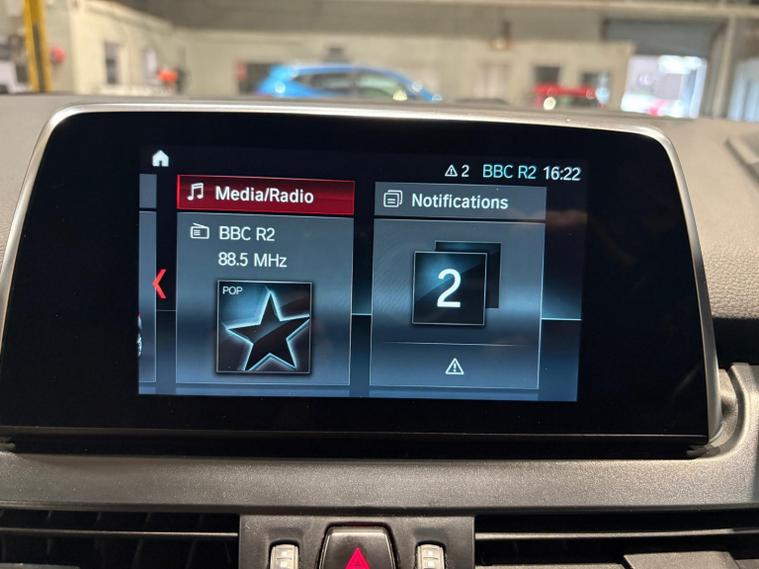 2 BBC R2 16:22
Media/Radio
BBC R2
88.5 MHz
POP
Notifications
2